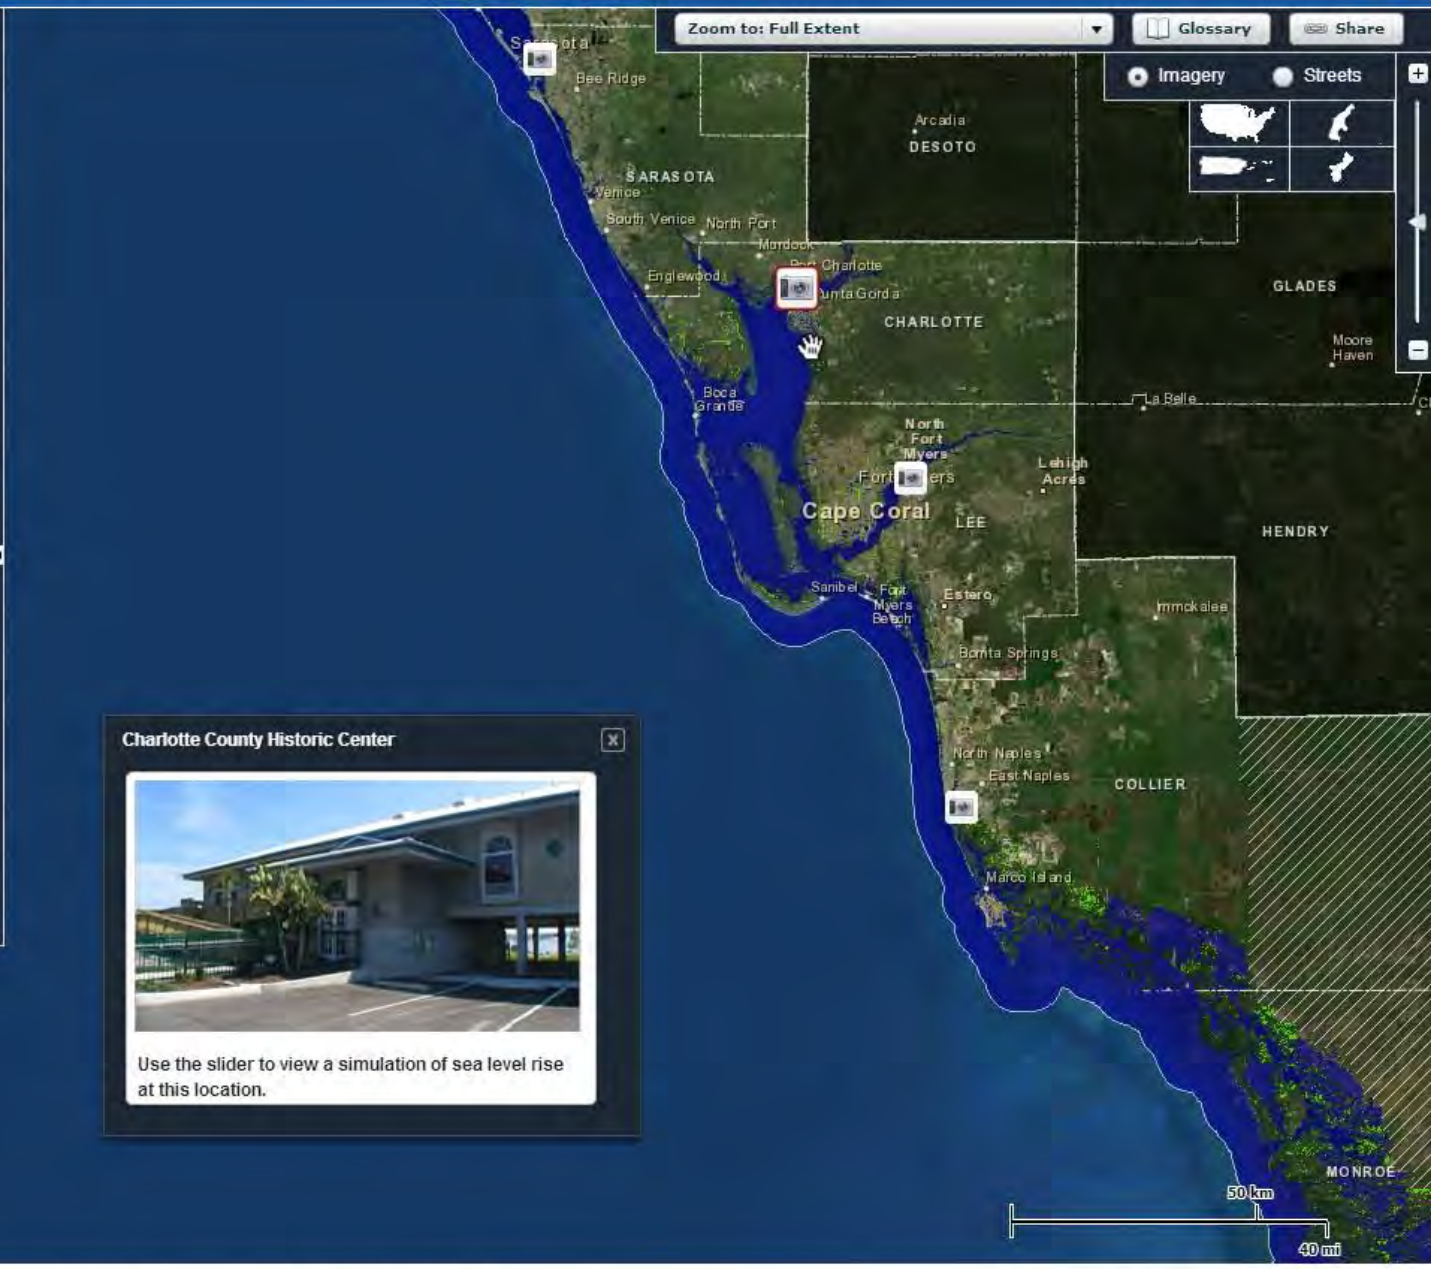 Zoom to: Full Extent
Glossary
Share
Imagery
Streets
Sarasota
Bee Ridge
Arcadia
DESOTO
SARASOTA
Venice
South Venice
North Port
Murdock
Port Charlotte
Englewood
Punta Gorda
GLADES
CHARLOTTE
Moore
Haven
Boca
Grande
La Belle
North
Fort
Myers
Lehigh
Acres
Cape Coral
LEE
HENDRY
Sanibel
Fort
Myers
Beach
Estero
Immokalee
Bonita Springs
North Naples
East Naples
COLLIER
Marco Island
MONROE
50 km
40 mi
Charlotte County Historic Center
X
Use the slider to view a simulation of sea level rise
at this location.